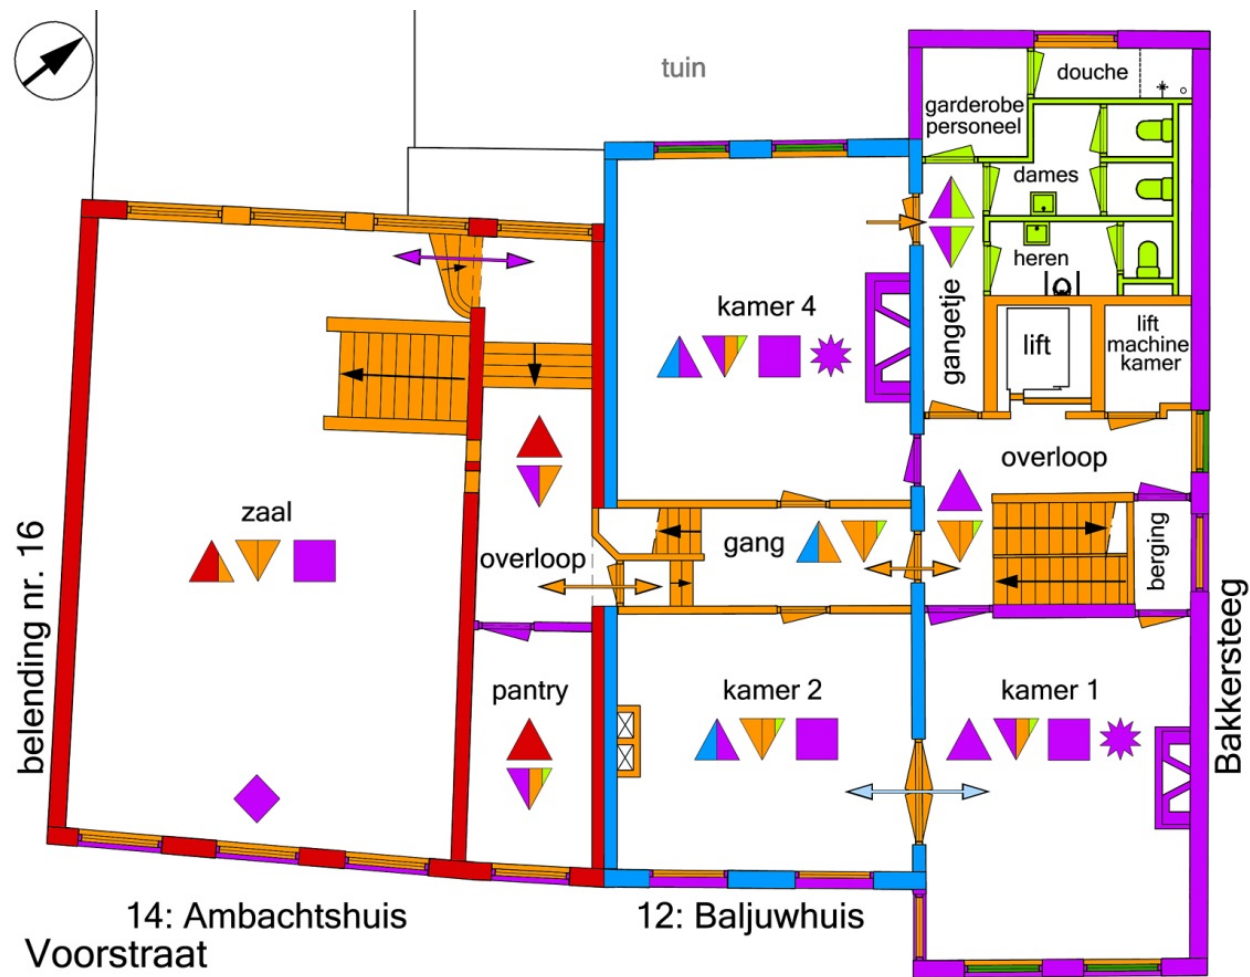 tuin
douche
garderobe
personeel
dames
heren
kamer 4
gangetje
lift
lift
machine
kamer
overloop
zaal
gang
overloop
berging
belending nr. 16
pantry
kamer 2
kamer 1
Bakkersteeg
14: Ambachtshuis
12: Baljuwhuis
Voorstraat